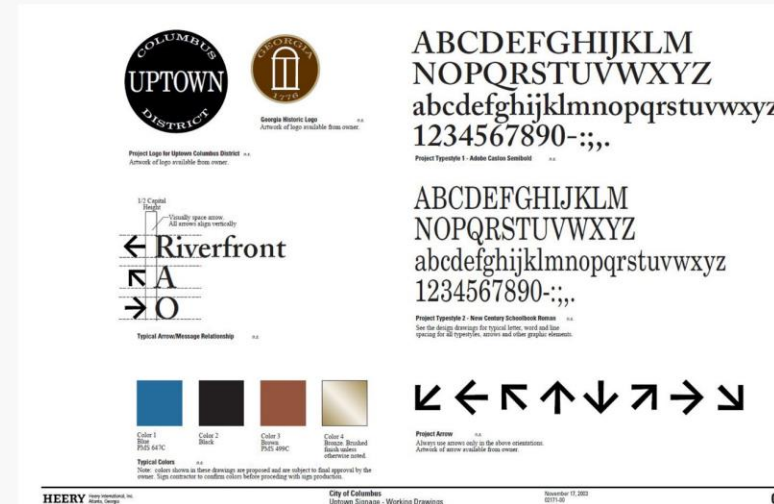 COLUMBUS
UPTOWN
DISTRICT
Project Logo for Uptown Columbus District n.s.
Artwork of logo available from owner.
GEORGIA
1776
Georgia Historic Logo n.s.
Artwork of logo available from owner.
ABCDEFGHIJKLM
NOPQRSTUVWXYZ
abcdefghijklmnopqrstuvwxyz
1234567890-:;,.
Project Typestyle 1 - Adobe Caslon Semibold n.s.
1/2 Capital
Height
Visually space arrow.
All arrows align vertically
← Riverfront
↖ A
→ O
Typical Arrow/Message Relationship n.s.
ABCDEFGHIJKLM
NOPQRSTUVWXYZ
abcdefghijklmnopqrstuvwxyz
1234567890-:;,.
Project Typestyle 2 - New Century Schoolbook Roman n.s.
See the design drawings for typical letter, word and line
spacing for all typestyles, arrows and other graphic elements.
Color 1
Blue
PMS 647C
Color 2
Black
Color 3
Brown
PMS 499C
Color 4
Bronze. Brushed
finish unless
otherwise noted.
Typical Colors n.s.
Note: colors shown in these drawings are proposed and are subject to final approval by the
owner. Sign contractor to confirm colors before proceding with sign production.
↙ ← ↖ ↑ ↓ ↗ → ↘
Project Arrow n.s.
Always use arrows only in the above orientations.
Artwork of arrow available from owner.
HEERY Heery International, Inc.
Atlanta, Georgia
City of Columbus
Uptown Signage - Working Drawings
November 17, 2003
02171-00